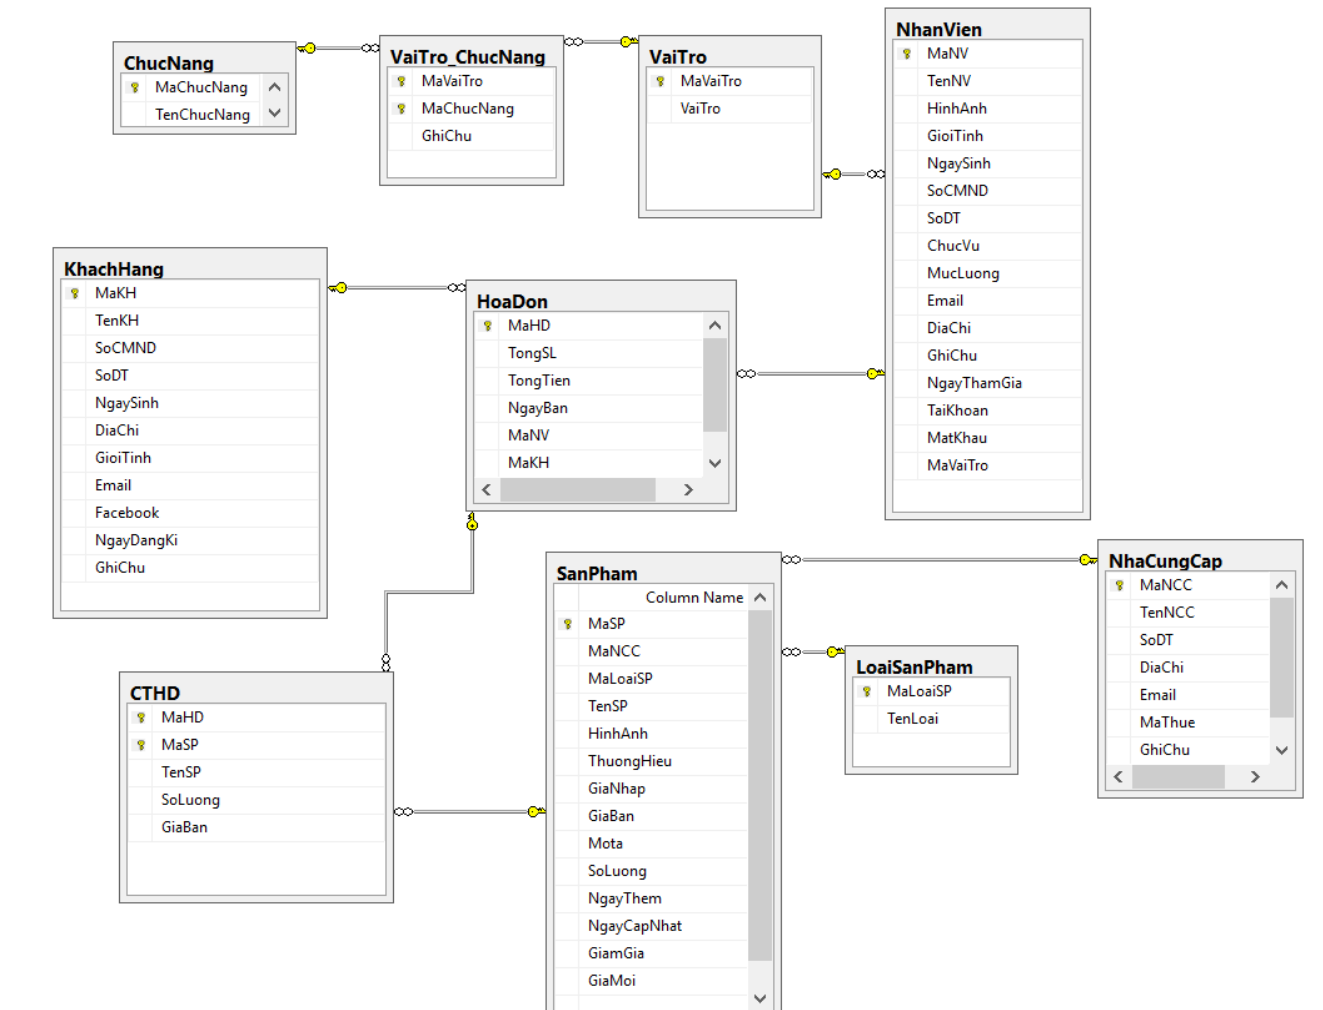 ChucNang
MaChucNang
TenChucNang
VaiTro_ChucNang
MaVaiTro
MaChucNang
GhiChu
VaiTro
MaVaiTro
VaiTro
NhanVien
MaNV
TenNV
HinhAnh
GioiTinh
NgaySinh
SoCMND
SoDT
ChucVu
MucLuong
Email
DiaChi
GhiChu
NgayThamGia
TaiKhoan
MatKhau
MaVaiTro
KhachHang
MaKH
TenKH
SoCMND
SoDT
NgaySinh
DiaChi
GioiTinh
Email
Facebook
NgayDangKi
GhiChu
HoaDon
MaHD
TongSL
TongTien
NgayBan
MaNV
MaKH
CTHD
MaHD
MaSP
TenSP
SoLuong
GiaBan
SanPham
Column Name
MaSP
MaNCC
MaLoaiSP
TenSP
HinhAnh
ThuongHieu
GiaNhap
GiaBan
Mota
SoLuong
NgayThem
NgayCapNhat
GiamGia
GiaMoi
LoaiSanPham
MaLoaiSP
TenLoai
NhaCungCap
MaNCC
TenNCC
SoDT
DiaChi
Email
MaThue
GhiChu